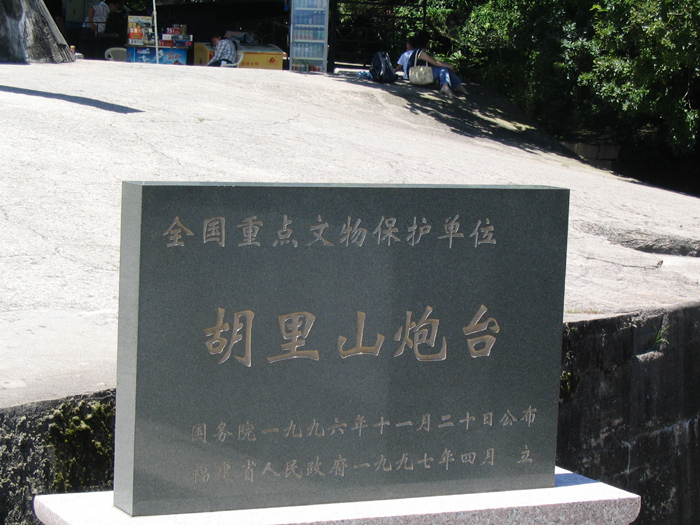 全国重点文物保护单位
胡里山炮台
国务院一九九六年十一月二十日公布
福建省人民政府一九九七年四月 立